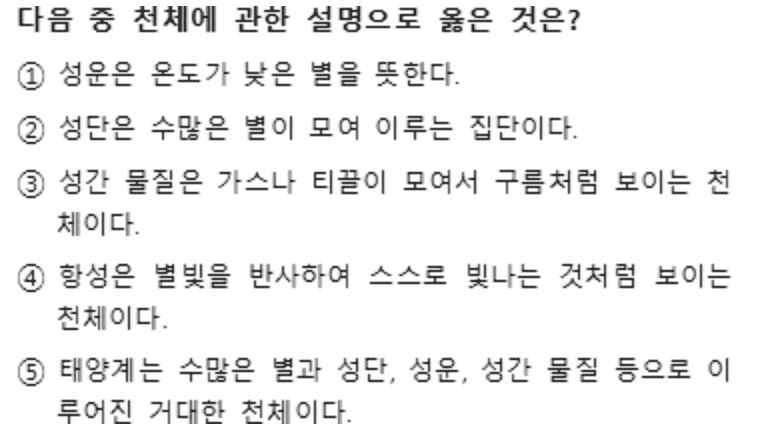 다음 중 천체에 관한 설명으로 옳은 것은?
① 성운은 온도가 낮은 별을 뜻한다.
② 성단은 수많은 별이 모여 이루는 집단이다.
③ 성간 물질은 가스나 티끌이 모여서 구름처럼 보이는 천
체이다.
④ 항성은 별빛을 반사하여 스스로 빛나는 것처럼 보이는
천체이다.
⑤ 태양계는 수많은 별과 성단, 성운, 성간 물질 등으로 이
루어진 거대한 천체이다.